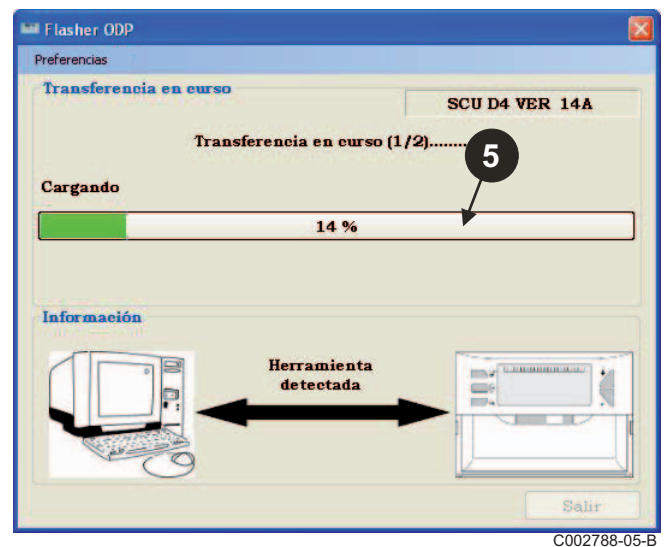 Flasher ODP
Preferencias
Transferencia en curso
SCU D4 VER 14A
Transferencia en curso (1/2)........
5
Cargando
14 %
Información
Herramienta
detectada
Salir
C002788-05-B